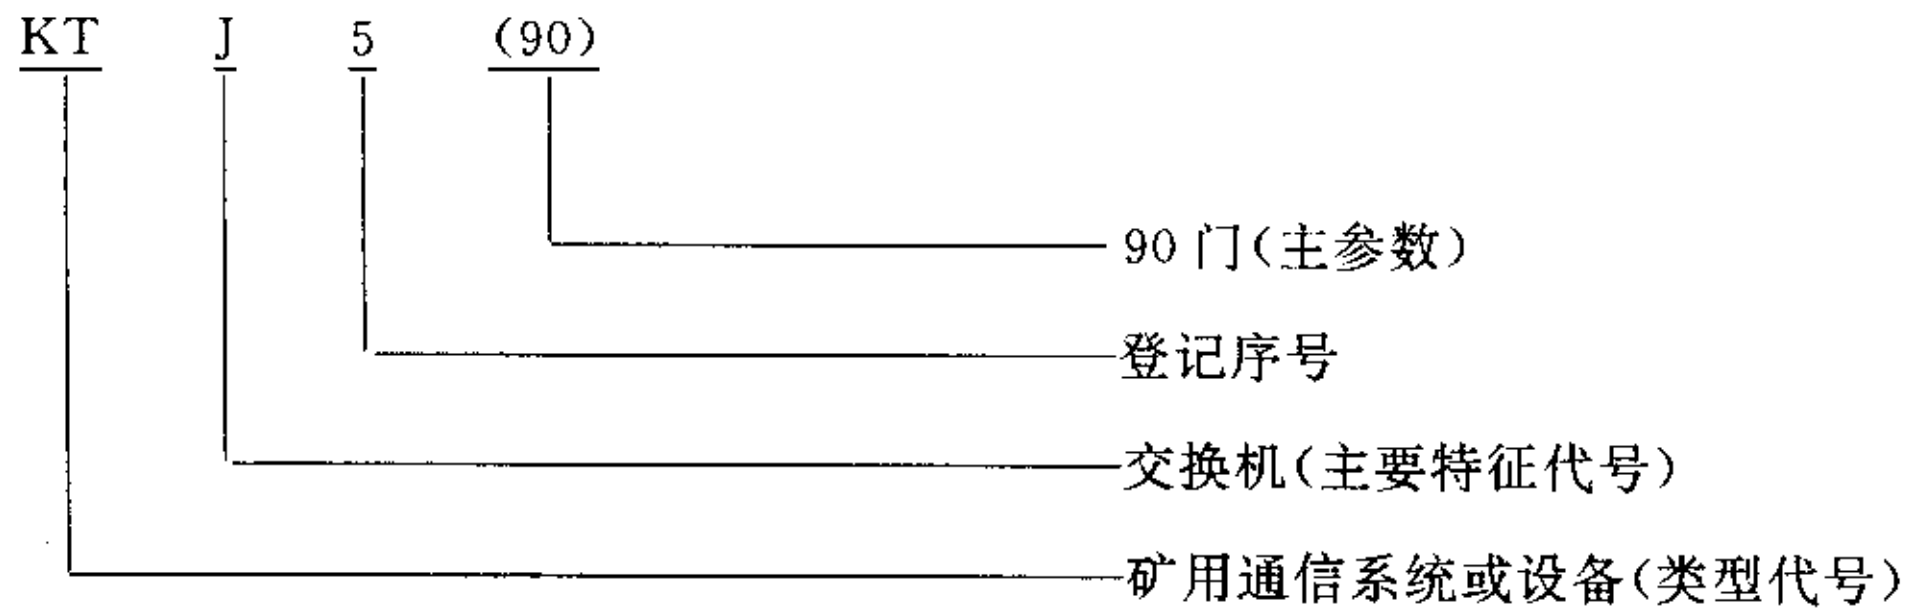 KT J 5 (90)
90 门(主参数)
登记序号
交换机(主要特征代号)
矿用通信系统或设备(类型代号)